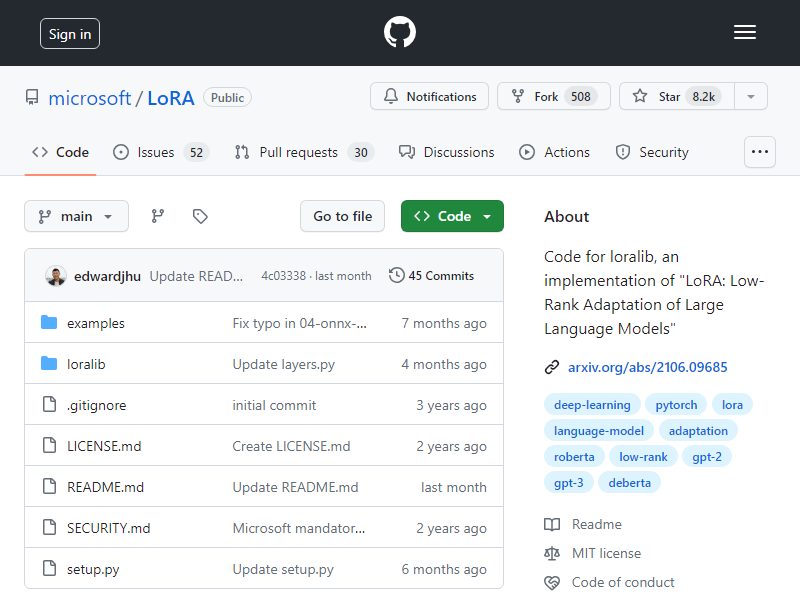 Sign in
microsoft / LoRA Public
Notifications
Fork 508
Star 8.2k
Code
Issues 52
Pull requests 30
Discussions
Actions
Security
main
Go to file
Code
edwardjhu Update READ... 4c03338 · last month 45 Commits
examples Fix typo in 04-onnx-... 7 months ago
loralib Update layers.py 4 months ago
.gitignore initial commit 3 years ago
LICENSE.md Create LICENSE.md 2 years ago
README.md Update README.md last month
SECURITY.md Microsoft mandator... 2 years ago
setup.py Update setup.py 6 months ago
About
Code for loralib, an
implementation of "LoRA: Low-
Rank Adaptation of Large
Language Models"
arxiv.org/abs/2106.09685
deep-learning pytorch lora
language-model adaptation
roberta low-rank gpt-2
gpt-3 deberta
Readme
MIT license
Code of conduct